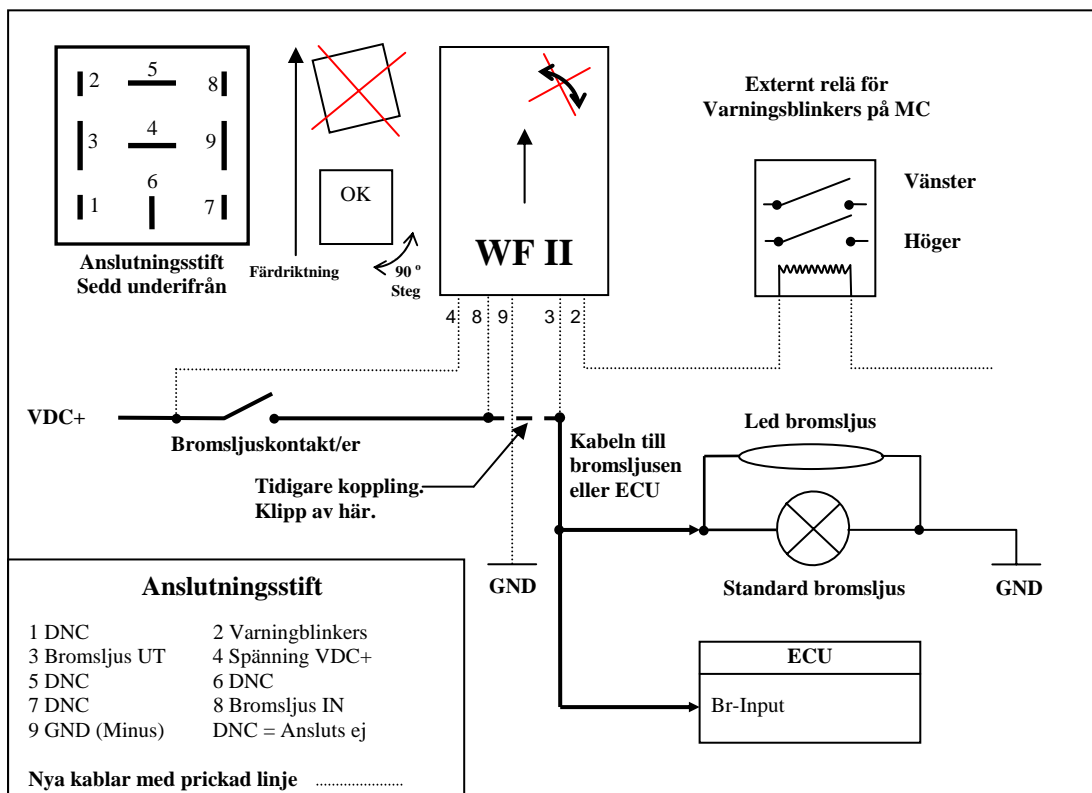 2 5 8
3 4 9
6
1 7
Anslutningsstift
Sedd underifrån
Färdriktning
OK
90 º
Steg
WF II
4 8 9 3 2
Externt relä för
Varningsblinkers på MC
Vänster
Höger
VDC+
Bromsljuskontakt/er
Tidigare koppling.
Klipp av här.
Kabeln till
bromsljusen
eller ECU
Led bromsljus
Standard bromsljus
GND
GND
ECU
Br-Input
Anslutningsstift
1 DNC 2 Varningblinkers
3 Bromsljus UT 4 Spänning VDC+
5 DNC 6 DNC
7 DNC 8 Bromsljus IN
9 GND (Minus) DNC = Ansluts ej
Nya kablar med prickad linje ......................